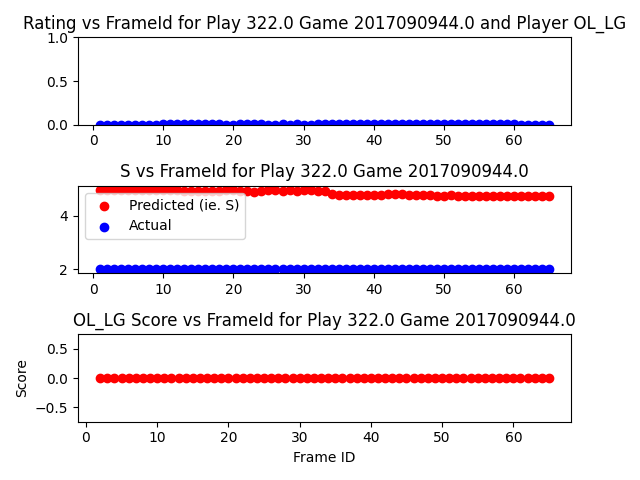 Rating vs FrameId for Play 322.0 Game 2017090944.0 and Player OL_LG
1.0
0.5
0.0
0 10 20 30 40 50 60
S vs FrameId for Play 322.0 Game 2017090944.0
4
2
Predicted (ie. S)
Actual
0 10 20 30 40 50 60
OL_LG Score vs FrameId for Play 322.0 Game 2017090944.0
Score
0.5
0.0
−0.5
0 10 20 30 40 50 60
Frame ID